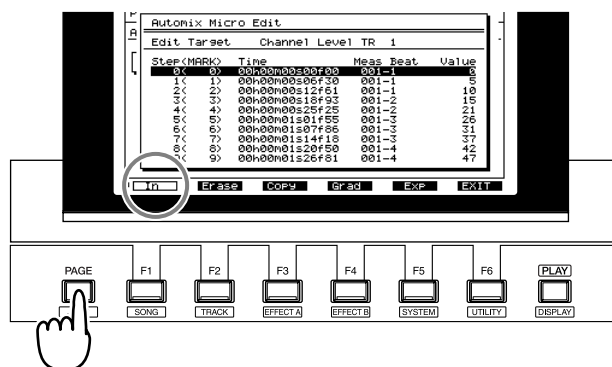 Automix Micro Edit
Edit Target Channel Level TR 1
Step(MARK) Time Meas Beat Value
0( 0) 00h00m00s00f00 001-1 0
1( 1) 00h00m00s06f30 001-1 5
2( 2) 00h00m00s12f61 001-1 10
3( 3) 00h00m00s18f93 001-2 15
4( 4) 00h00m00s25f25 001-2 21
5( 5) 00h00m01s01f55 001-3 26
6( 6) 00h00m01s07f86 001-3 31
7( 7) 00h00m01s14f18 001-3 37
8( 8) 00h00m01s20f50 001-4 42
9( 9) 00h00m01s26f81 001-4 47
In Erase Copy Grad Exp EXIT
PAGE F1 F2 F3 F4 F5 F6 PLAY
SONG TRACK EFFECT A EFFECT B SYSTEM UTILITY DISPLAY